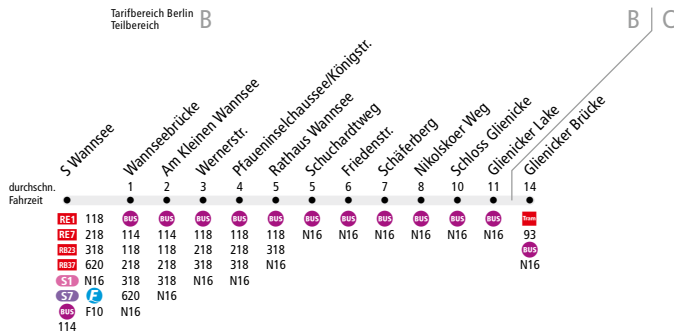 Tarifbereich Berlin
Teilbereich
B
B
C
S Wannsee
Wannseebrücke
Am Kleinen Wannsee
Wernerstr.
Pfaueninselchaussee/Königstr.
Rathaus Wannsee
Schuchardtweg
Friedenstr.
Schäferberg
Nikolskoer Weg
Schloss Glienicke
Glienicker Lake
Glienicker Brücke
durchschn. 1 2 3 4 5 5 6 7 8 10 11 14
Fahrzeit
RE1 118 BUS BUS BUS BUS BUS BUS BUS BUS BUS BUS BUS Tram
RE7 218 114 114 118 118 118 N16 N16 N16 N16 N16 N16 93
RB23 318 118 118 218 218 318 BUS
RB37 620 218 218 318 318 N16 N16
S1 N16 318 318 N16 N16
S7 F 620 N16
BUS F10 N16
114